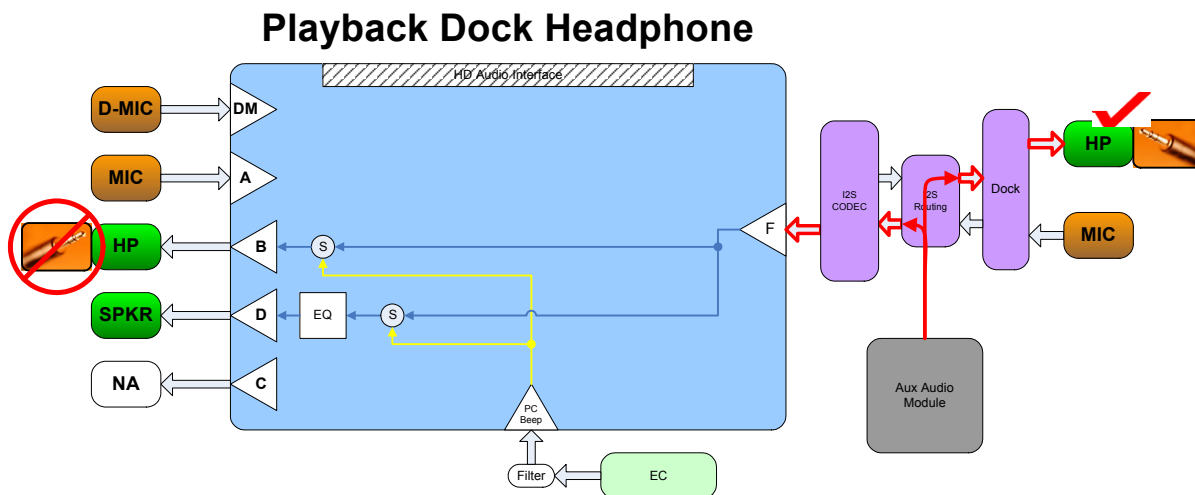 Playback Dock Headphone
HD Audio Interface
D-MIC
DM
MIC
A
HP
B
S
SPKR
D
EQ
S
NA
C
PC
Beep
Filter
EC
F
I2S
CODEC
I2S
Routing
Dock
HP
MIC
Aux Audio
Module